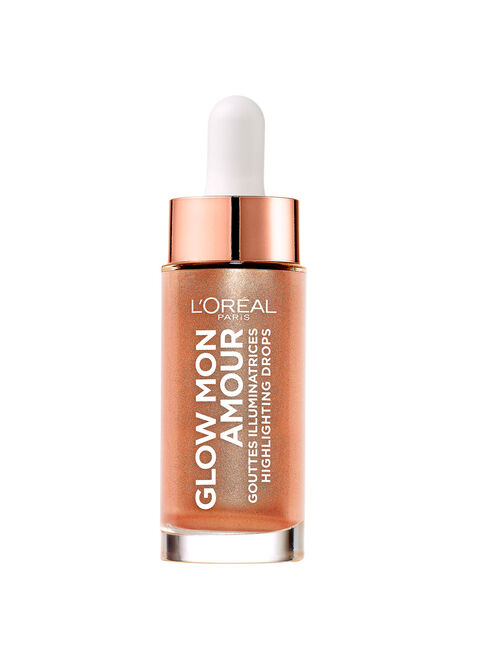 L'ORÉAL
PARIS
GLOW MON
AMOUR
GOUTTES ILLUMINATRICES
HIGHLIGHTING DROPS